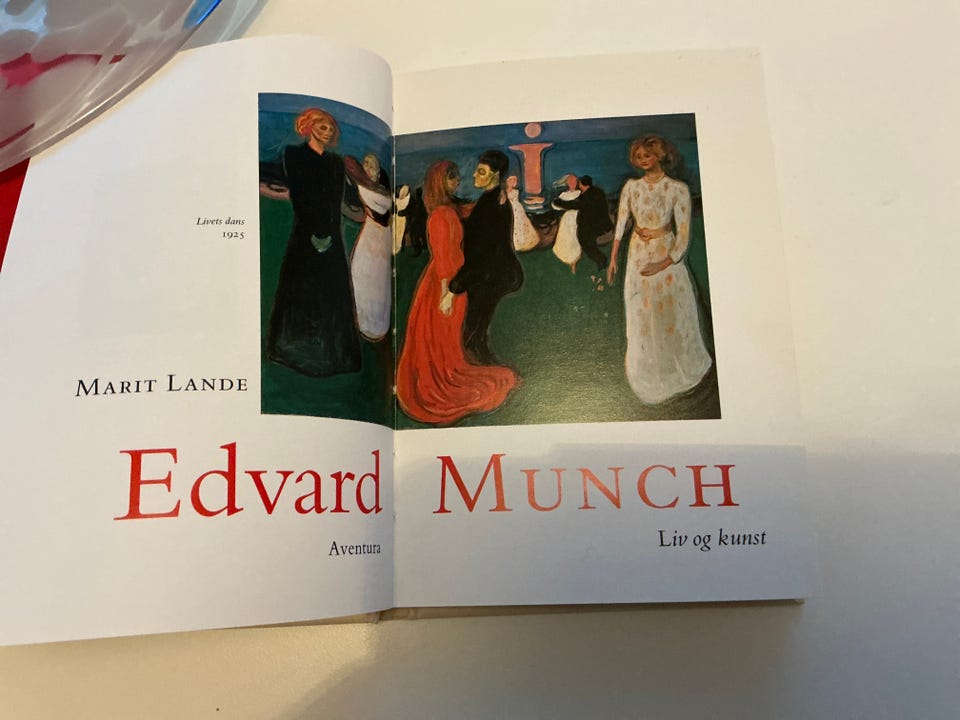 Livets dans
1925
MARIT LANDE
Edvard MUNCH
Aventura
Liv og kunst